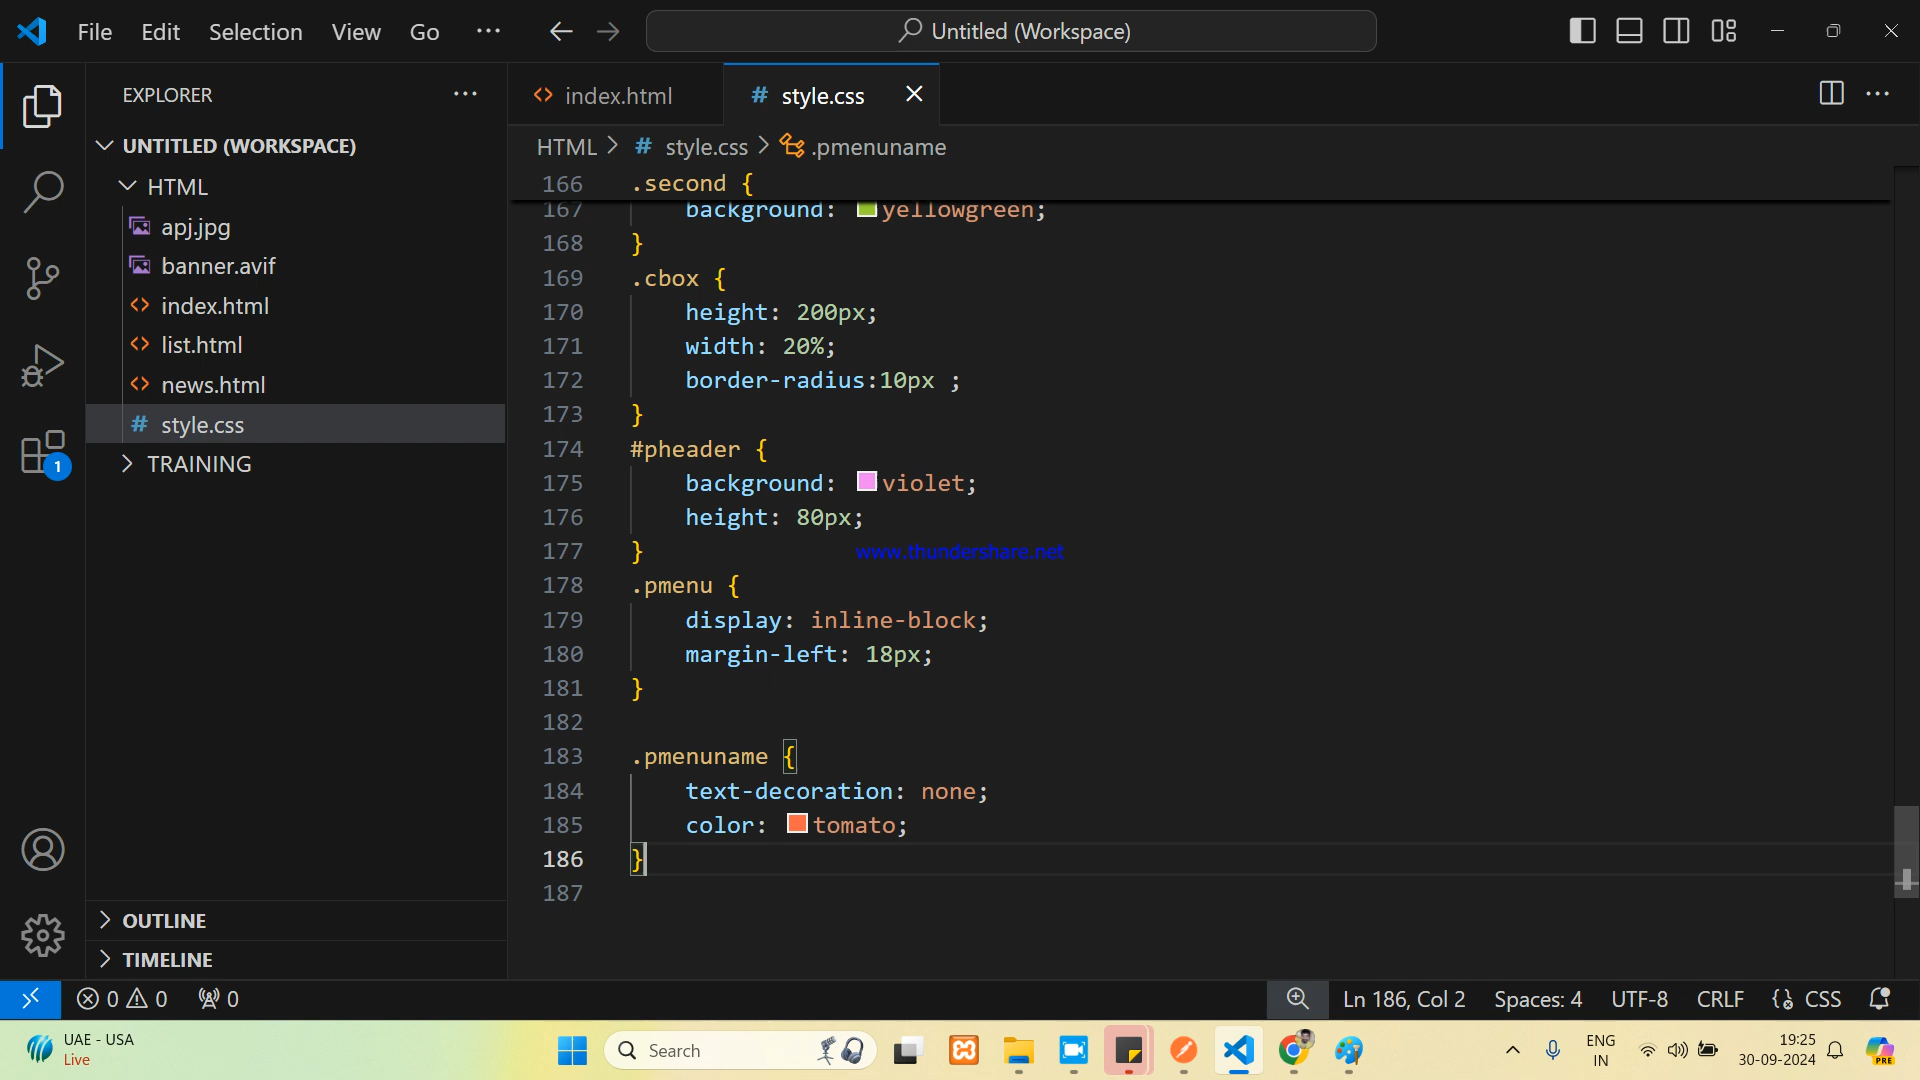 File Edit Selection View Go ··· Untitled (Workspace)
EXPLORER ···
UNTITLED (WORKSPACE)
HTML
apj.jpg
banner.avif
index.html
list.html
news.html
style.css
TRAINING
OUTLINE
TIMELINE
1
index.html # style.css
HTML > # style.css > .pmenuname
166 .second {
167 background: yellowgreen;
168 }
169 .cbox {
170 height: 200px;
171 width: 20%;
172 border-radius:10px ;
173 }
174 #pheader {
175 background: violet;
176 height: 80px;
177 }
www.thundershare.net
178 .pmenu {
179 display: inline-block;
180 margin-left: 18px;
181 }
182
183 .pmenuname {
184 text-decoration: none;
185 color: tomato;
186 }
187
0 0 0 Ln 186, Col 2 Spaces: 4 UTF-8 CRLF CSS
UAE - USA
Live
Search
ENG
IN
19:25
30-09-2024
PRE